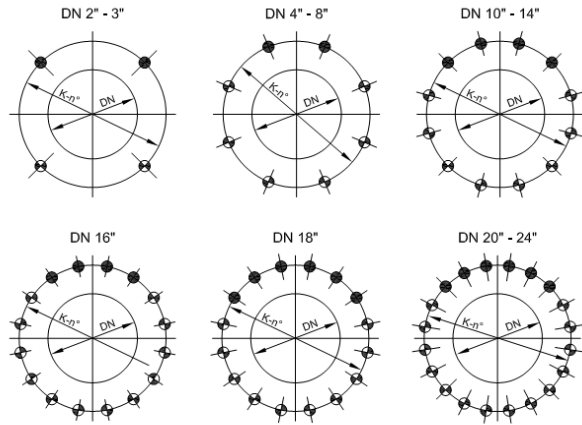 DN 2" - 3"
DN 4" - 8"
DN 10" - 14"
K-n°
DN
K-n°
DN
K-n°
DN
DN 16"
DN 18"
DN 20" - 24"
K-n°
DN
K-n°
DN
K-n°
DN